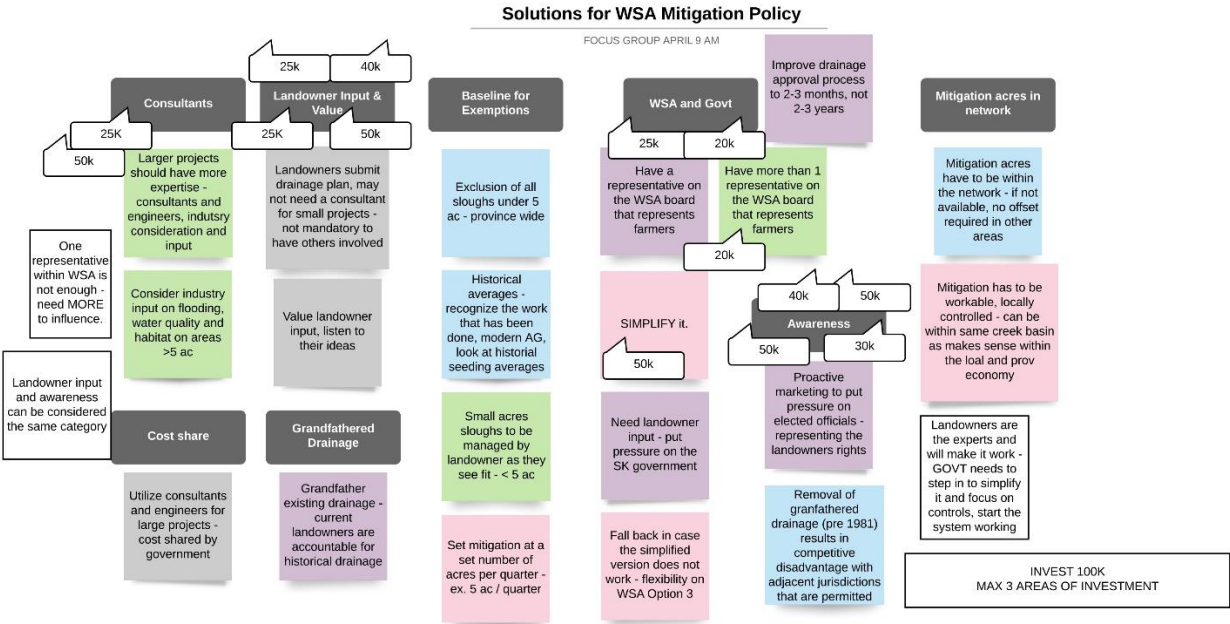 Solutions for WSA Mitigation Policy
FOCUS GROUP APRIL 9 AM
Consultants
25K
50k
Larger projects
should have more
expertise -
consultants and
engineers, indutsry
consideration and
input
Consider industry
input on flooding,
water quality and
habitat on areas
>5 ac
One
representative
within WSA is
not enough -
need MORE
to influence.
Landowner input
and awareness
can be considered
the same category
Cost share
Utilize consultants
and engineers for
large projects -
cost shared by
government
25k
40k
Landowner Input &
Value
25K
50k
Landowners submit
drainage plan, may
not need a consultant
for small projects -
not mandatory to
have others involved
Value landowner
input, listen to
their ideas
Grandfathered
Drainage
Grandfather
existing drainage -
current
landowners are
accountable for
historical drainage
Baseline for
Exemptions
Exclusion of all
sloughs under 5
ac - province wide
Historical
averages -
recognize the work
that has been
done, modern AG,
look at historial
seeding averages
Small acres
sloughs to be
managed by
landowner as they
see fit - < 5 ac
Set mitigation at a
set number of
acres per quarter -
ex. 5 ac / quarter
WSA and Govt
25k
20k
Have a
representative on
the WSA board
that represents
farmers
Have more than 1
representative on
the WSA board
that represents
farmers
20k
SIMPLIFY it.
50k
Need landowner
input - put
pressure on the
SK government
Fall back in case
the simplified
version does not
work - flexibility on
WSA Option 3
Improve drainage
approval process
to 2-3 months, not
2-3 years
40k
50k
Awareness
50k
30k
Proactive
marketing to put
pressure on
elected officials -
representing the
landowners rights
Removal of
granfathered
drainage (pre 1981)
results in
competitive
disadvantage with
adjacent jurisdictions
that are permitted
Mitigation acres in
network
Mitigation acres
have to be within
the network - if not
available, no offset
required in other
areas
Mitigation has to be
workable, locally
controlled - can be
within same creek basin
as makes sense within
the loal and prov
economy
Landowners are
the experts and
will make it work -
GOVT needs to
step in to simplify
it and focus on
controls, start the
system working
INVEST 100K
MAX 3 AREAS OF INVESTMENT